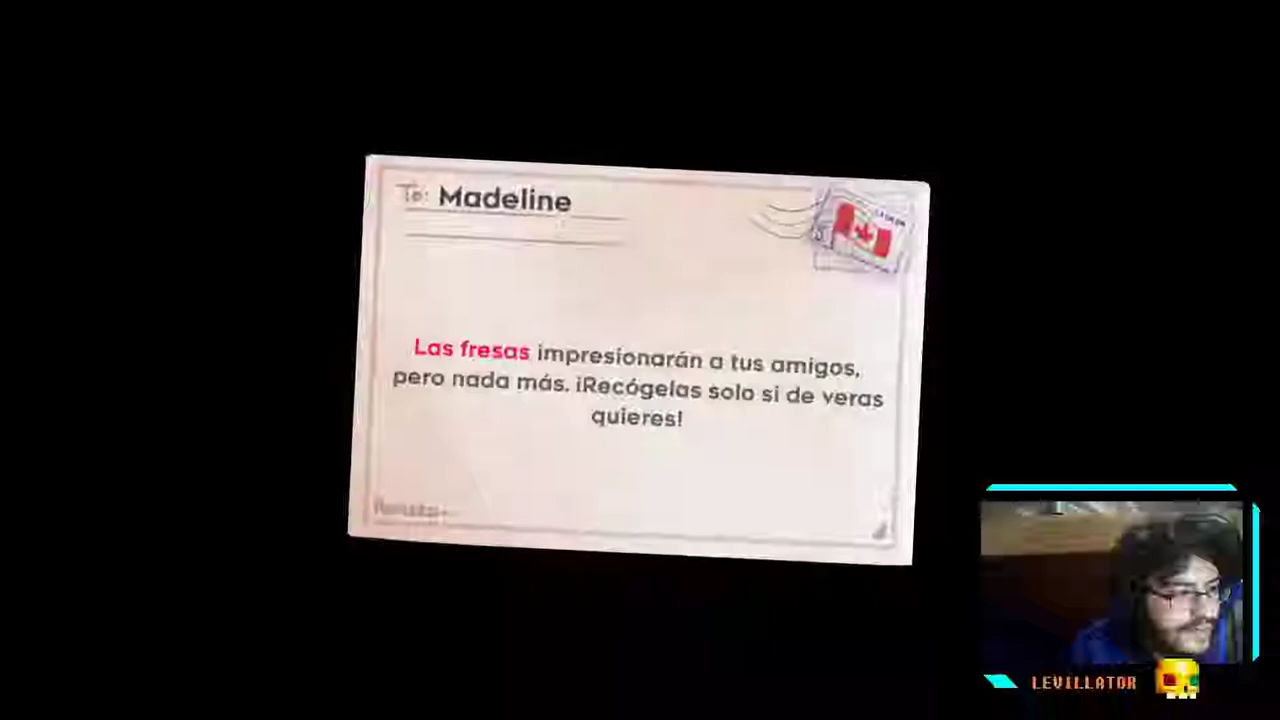 To: Madeline
Las fresas impresionarán a tus amigos,
pero nada más. ¡Recógelas solo si de veras
quieres!
LEVILLATOR